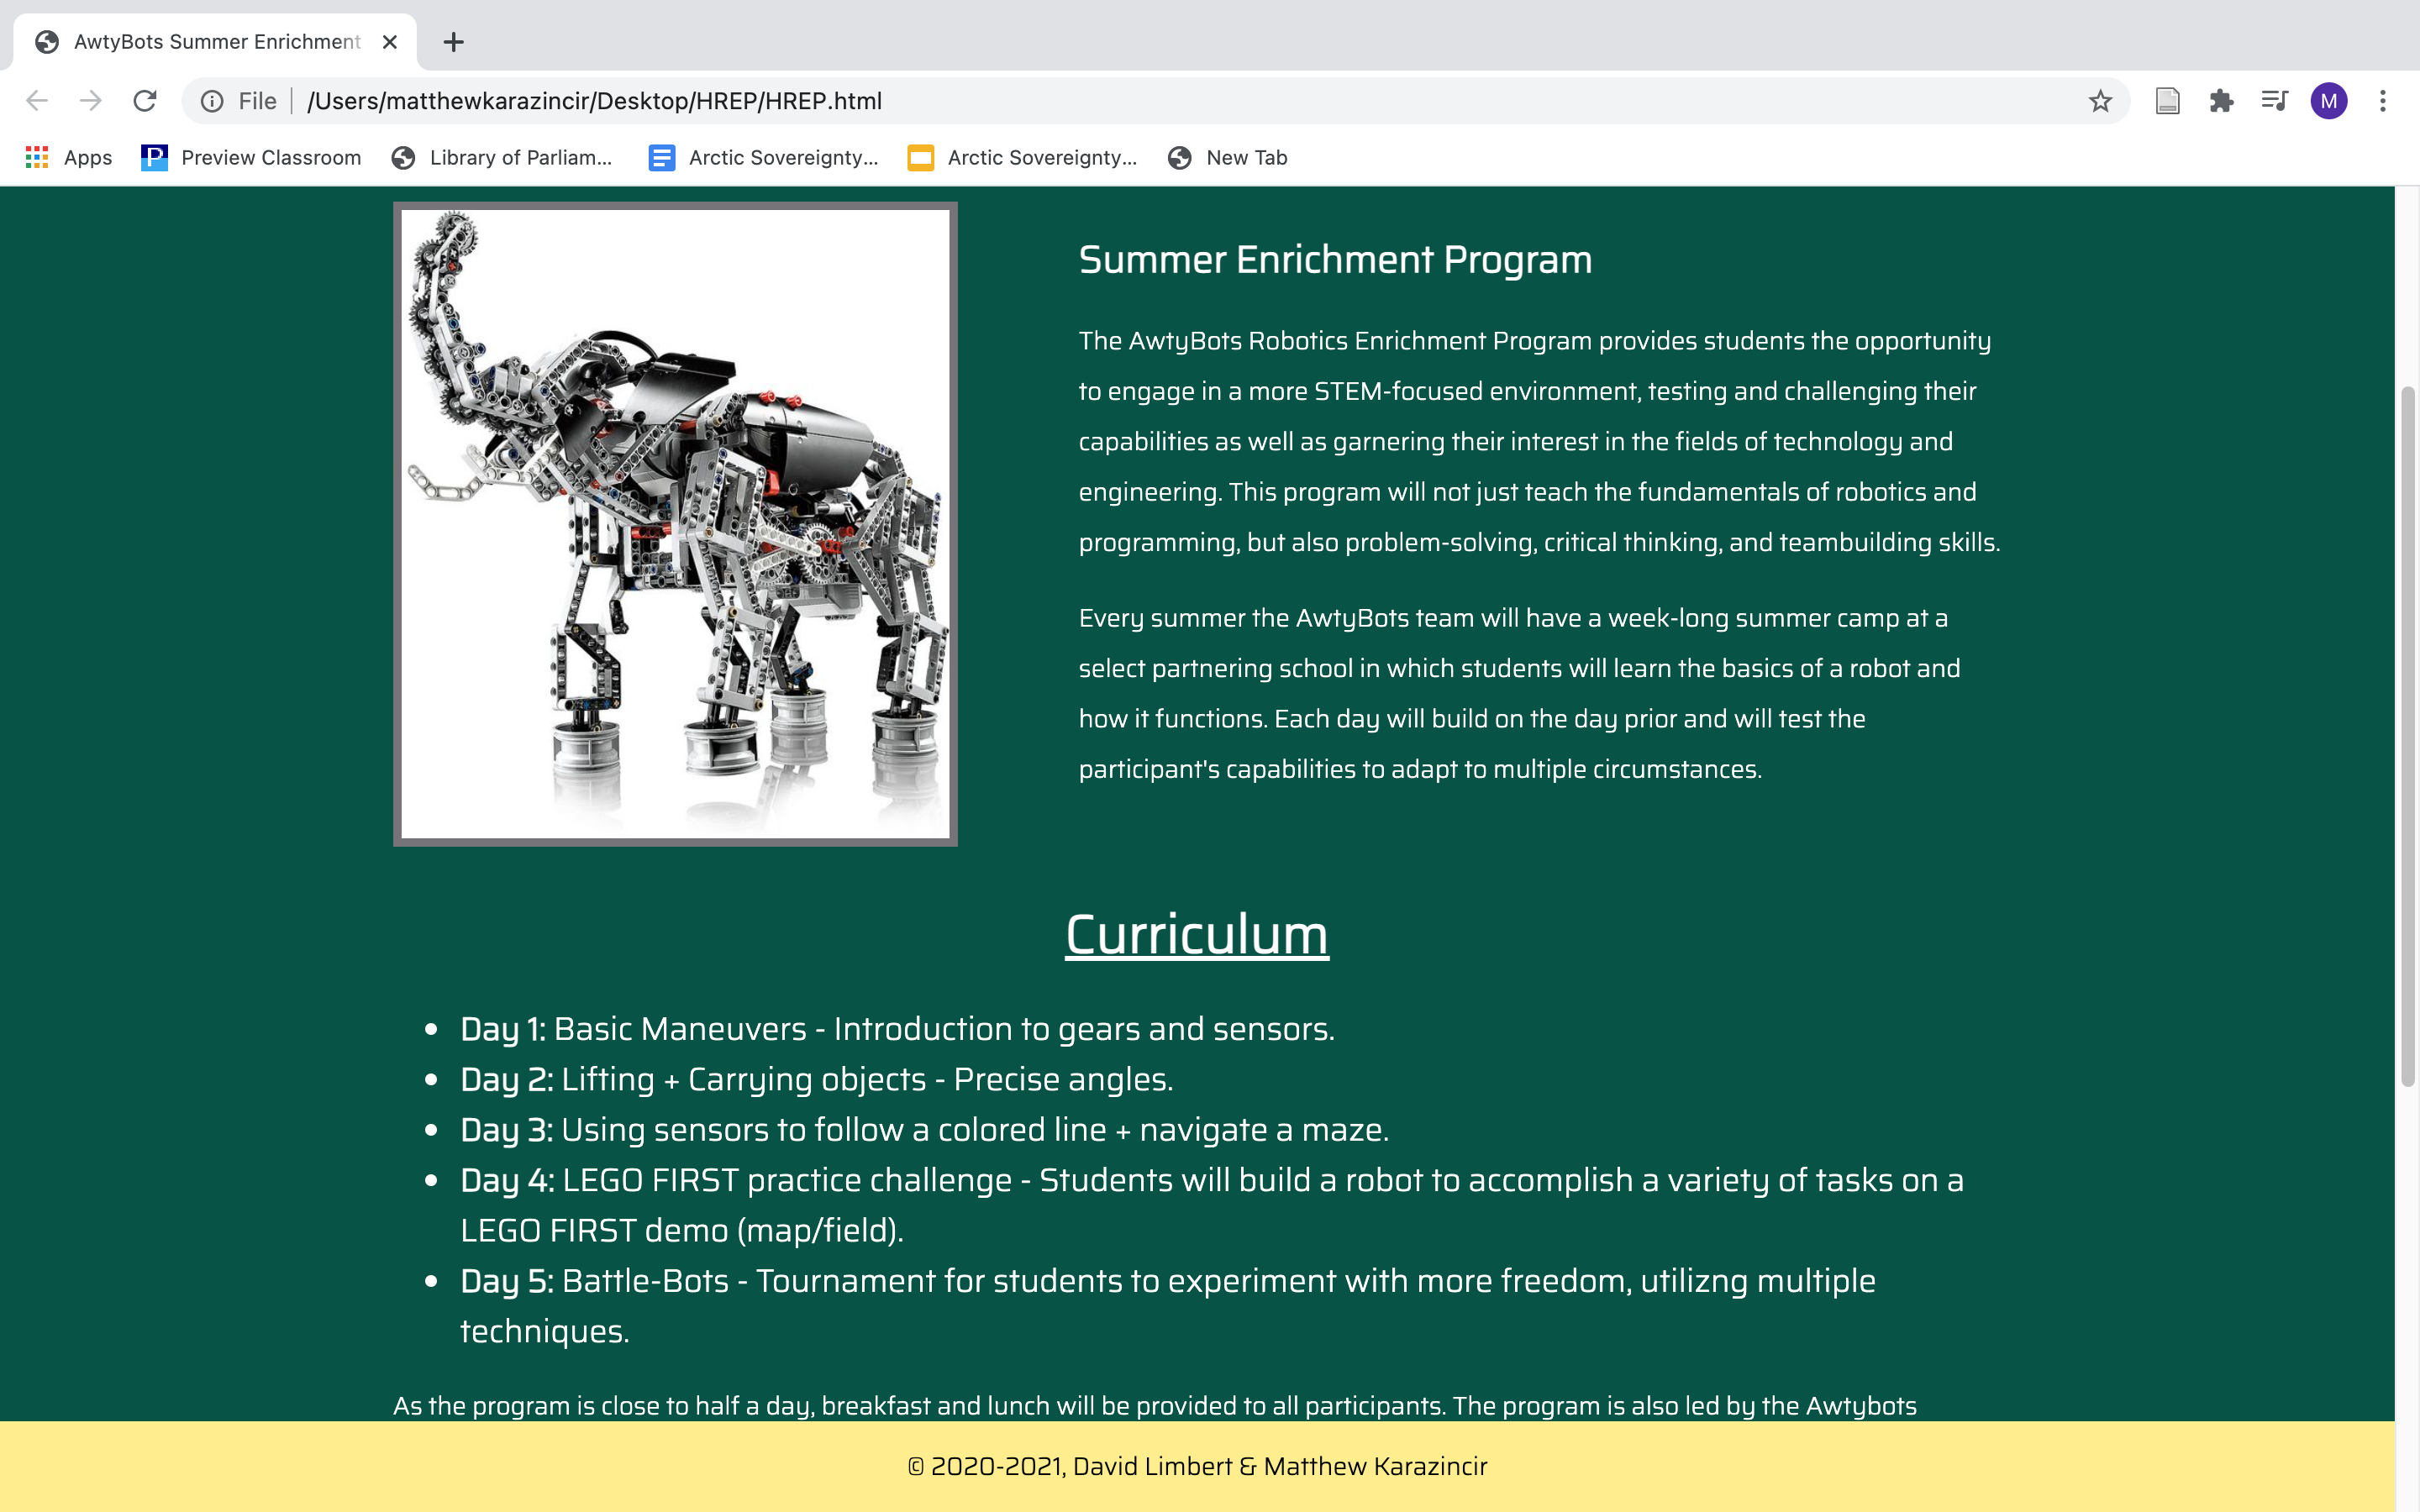 AwtyBots Summer Enrichment
File
/Users/matthewkarazincir/Desktop/HREP/HREP.html
M
Apps
P Preview Classroom
Library of Parliam...
Arctic Sovereignty...
Arctic Sovereignty...
New Tab
Summer Enrichment Program
The AwtyBots Robotics Enrichment Program provides students the opportunity
to engage in a more STEM-focused environment, testing and challenging their
capabilities as well as garnering their interest in the fields of technology and
engineering. This program will not just teach the fundamentals of robotics and
programming, but also problem-solving, critical thinking, and teambuilding skills.
Every summer the AwtyBots team will have a week-long summer camp at a
select partnering school in which students will learn the basics of a robot and
how it functions. Each day will build on the day prior and will test the
participant's capabilities to adapt to multiple circumstances.
Curriculum
• Day 1: Basic Maneuvers - Introduction to gears and sensors.
• Day 2: Lifting + Carrying objects - Precise angles.
• Day 3: Using sensors to follow a colored line + navigate a maze.
• Day 4: LEGO FIRST practice challenge - Students will build a robot to accomplish a variety of tasks on a
LEGO FIRST demo (map/field).
• Day 5: Battle-Bots - Tournament for students to experiment with more freedom, utilizng multiple
techniques.
As the program is close to half a day, breakfast and lunch will be provided to all participants. The program is also led by the Awtybots
© 2020-2021, David Limbert & Matthew Karazincir